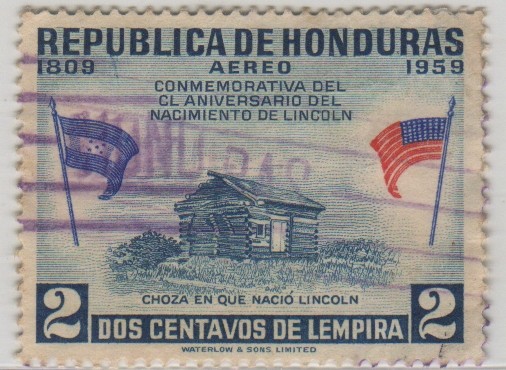 REPUBLICA DE HONDURAS
1809 AEREO 1959
CONMEMORATIVA DEL
CL ANIVERSARIO DEL
NACIMIENTO DE LINCOLN
CHOZA EN QUE NACIÓ LINCOLN
2 DOS CENTAVOS DE LEMPIRA 2
WATERLOW & SONS LIMITED